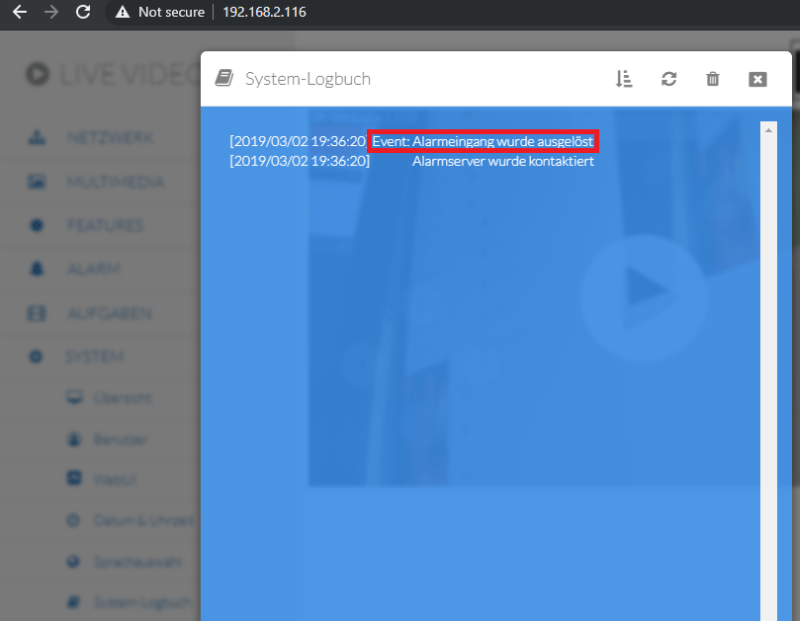 Not secure | 192.168.2.116
LIVE VIDEO
System-Logbuch
[2019/03/02 19:36:20] Event: Alarmeingang wurde ausgelöst
[2019/03/02 19:36:20] Alarmserver wurde kontaktiert
NETZWERK
MULTIMEDIA
FEATURES
ALARM
AUFGABEN
SYSTEM
Übersicht
Benutzer
WebUI
Datum & Uhrzeit
Sprachauswahl
System-Logbuch